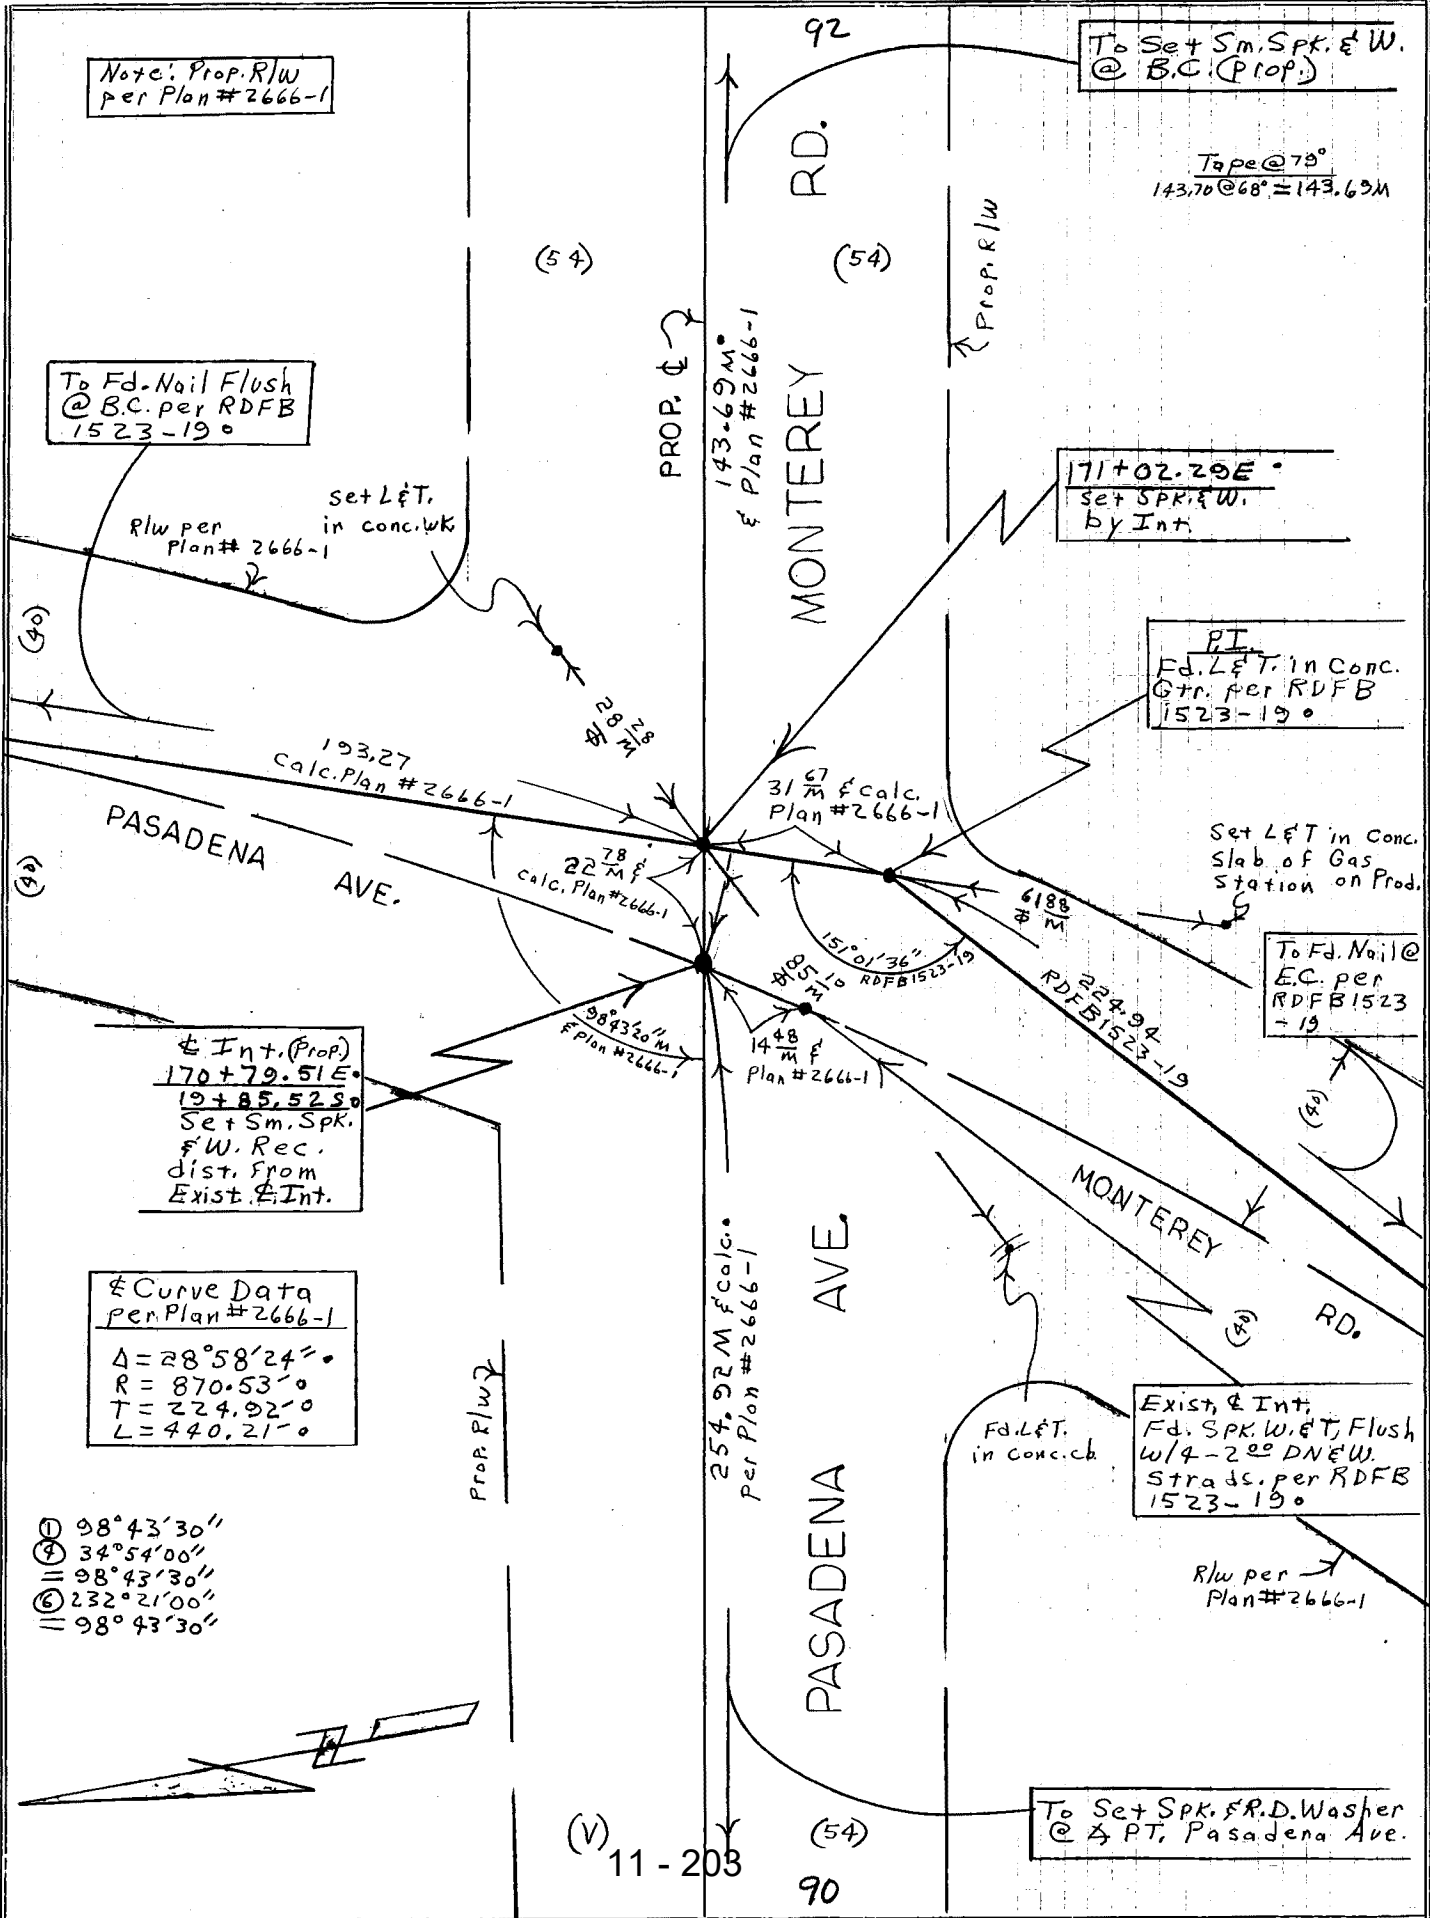 92
To Set Sm. Spk. & W.
@ B.C. (Prop.)
Note: Prop. R/W
per Plan # 2666-1
Tape @ 79°
143.70 @ 68° = 143.69M
RD.
MONTEREY
(54)
(54)
Prop. R/W
PROP. ℄
143.69 M
& Plan # 2666-1
To Fd. Nail Flush
@ B.C. per RDFB
1523-19
Set L&T.
in conc. wk
R/W per
Plan # 2666-1
171+02.29E
Set Spk. & W.
by Int.
(40)
P.I.
Fd. L&T. in Conc.
Gtr. per RDFB
1523-19
28 28/M
193.27
Calc. Plan # 2666-1
31 67/M & Calc.
Plan # 2666-1
PASADENA
AVE.
(40)
22 78/M &
Calc. Plan # 2666-1
Set L&T in Conc.
Slab of Gas
Station on Prod.
61 88/M
151°01'36"
RDFB 1523-19
To Fd. Nail @
E.C. per
RDFB 1523
-19
85 10/M
98°43'20" M
& Plan # 2666-1
14 48/M &
Plan # 2666-1
224.94
RDFB 1523-19
℄ Int. (Prop.)
170+79.51E
19+85.52S
Set Sm. Spk.
& W. Rec.
dist. from
Exist. ℄ Int.
(40)
MONTEREY
RD.
(40)
℄ Curve Data
per Plan # 2666-1
Δ = 28°58'24"
R = 870.53'
T = 224.92'
L = 440.21'
Prop. R/W
254.92 M & Calc.
per Plan # 2666-1
PASADENA AVE.
Fd. L&T.
in conc. cb.
Exist. ℄ Int.
Fd. Spk. W. & T. Flush
W/4-2.00 DN & W.
Strads. per RDFB
1523-19
R/W per
Plan # 2666-1
① 98°43'30"
④ 34°54'00"
= 98°43'30"
⑥ 232°21'00"
= 98°43'30"
To Set Spk. & R.D. Washer
@ ∡ PT. Pasadena Ave.
(V)
(54)
11 - 203
90